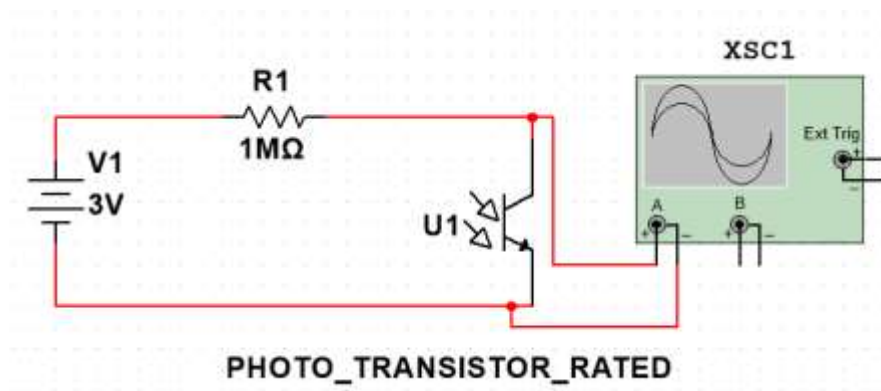 XSC1
R1
1MΩ
Ext Trig
+
−
V1
3V
U1
A
B
+
−
+
−
PHOTO_TRANSISTOR_RATED